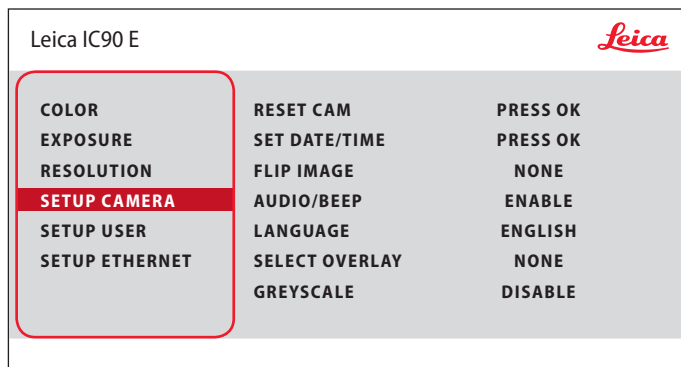 Leica IC90 E
Leica
COLOR RESET CAM PRESS OK
EXPOSURE SET DATE/TIME PRESS OK
RESOLUTION FLIP IMAGE NONE
SETUP CAMERA AUDIO/BEEP ENABLE
SETUP USER LANGUAGE ENGLISH
SETUP ETHERNET SELECT OVERLAY NONE
GREYSCALE DISABLE